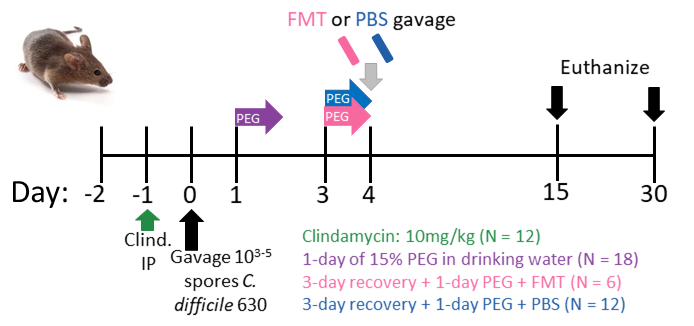 FMT or PBS gavage
Euthanize
PEG
PEG
PEG
Day: -2 -1 0 1 3 4 15 30
Clind.
IP
Gavage 10³⁻⁵
spores C.
difficile 630
Clindamycin: 10mg/kg (N = 12)
1-day of 15% PEG in drinking water (N = 18)
3-day recovery + 1-day PEG + FMT (N = 6)
3-day recovery + 1-day PEG + PBS (N = 12)